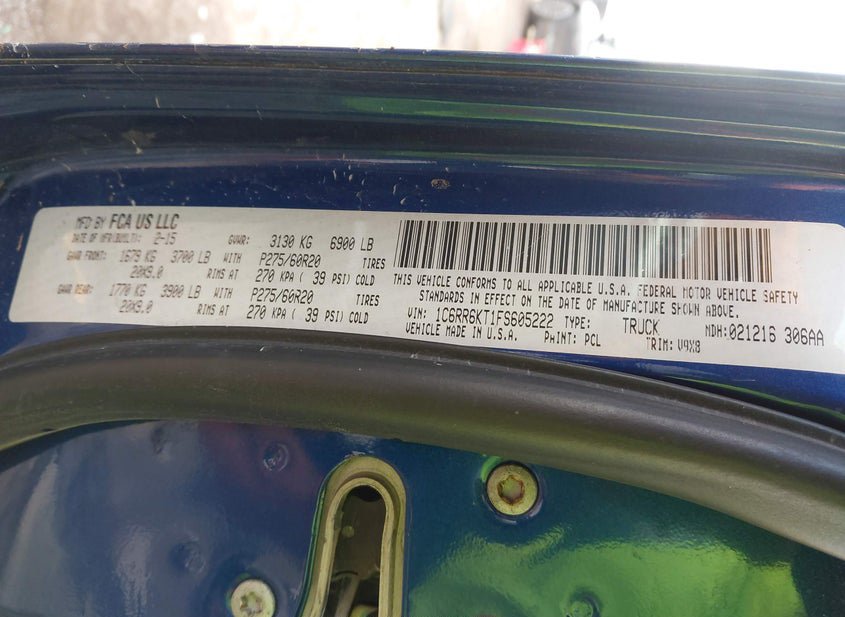 MFD BY FCA US LLC
DATE OF MFR(BUILT): 2-15 GVWR: 3130 KG 6900 LB
GAWR FRONT: 1679 KG 3700 LB WITH P275/60R20 TIRES
20X9.0 RIMS AT 270 KPA ( 39 PSI) COLD
GAWR REAR: 1770 KG 3900 LB WITH P275/60R20 TIRES
20X9.0 RIMS AT 270 KPA ( 39 PSI) COLD
THIS VEHICLE CONFORMS TO ALL APPLICABLE U.S.A. FEDERAL MOTOR VEHICLE SAFETY
STANDARDS IN EFFECT ON THE DATE OF MANUFACTURE SHOWN ABOVE.
VIN: 1C6RR6KT1FS605222 TYPE: TRUCK MDH:021216 306AA
VEHICLE MADE IN U.S.A. PAINT: PCL TRIM: V9X8